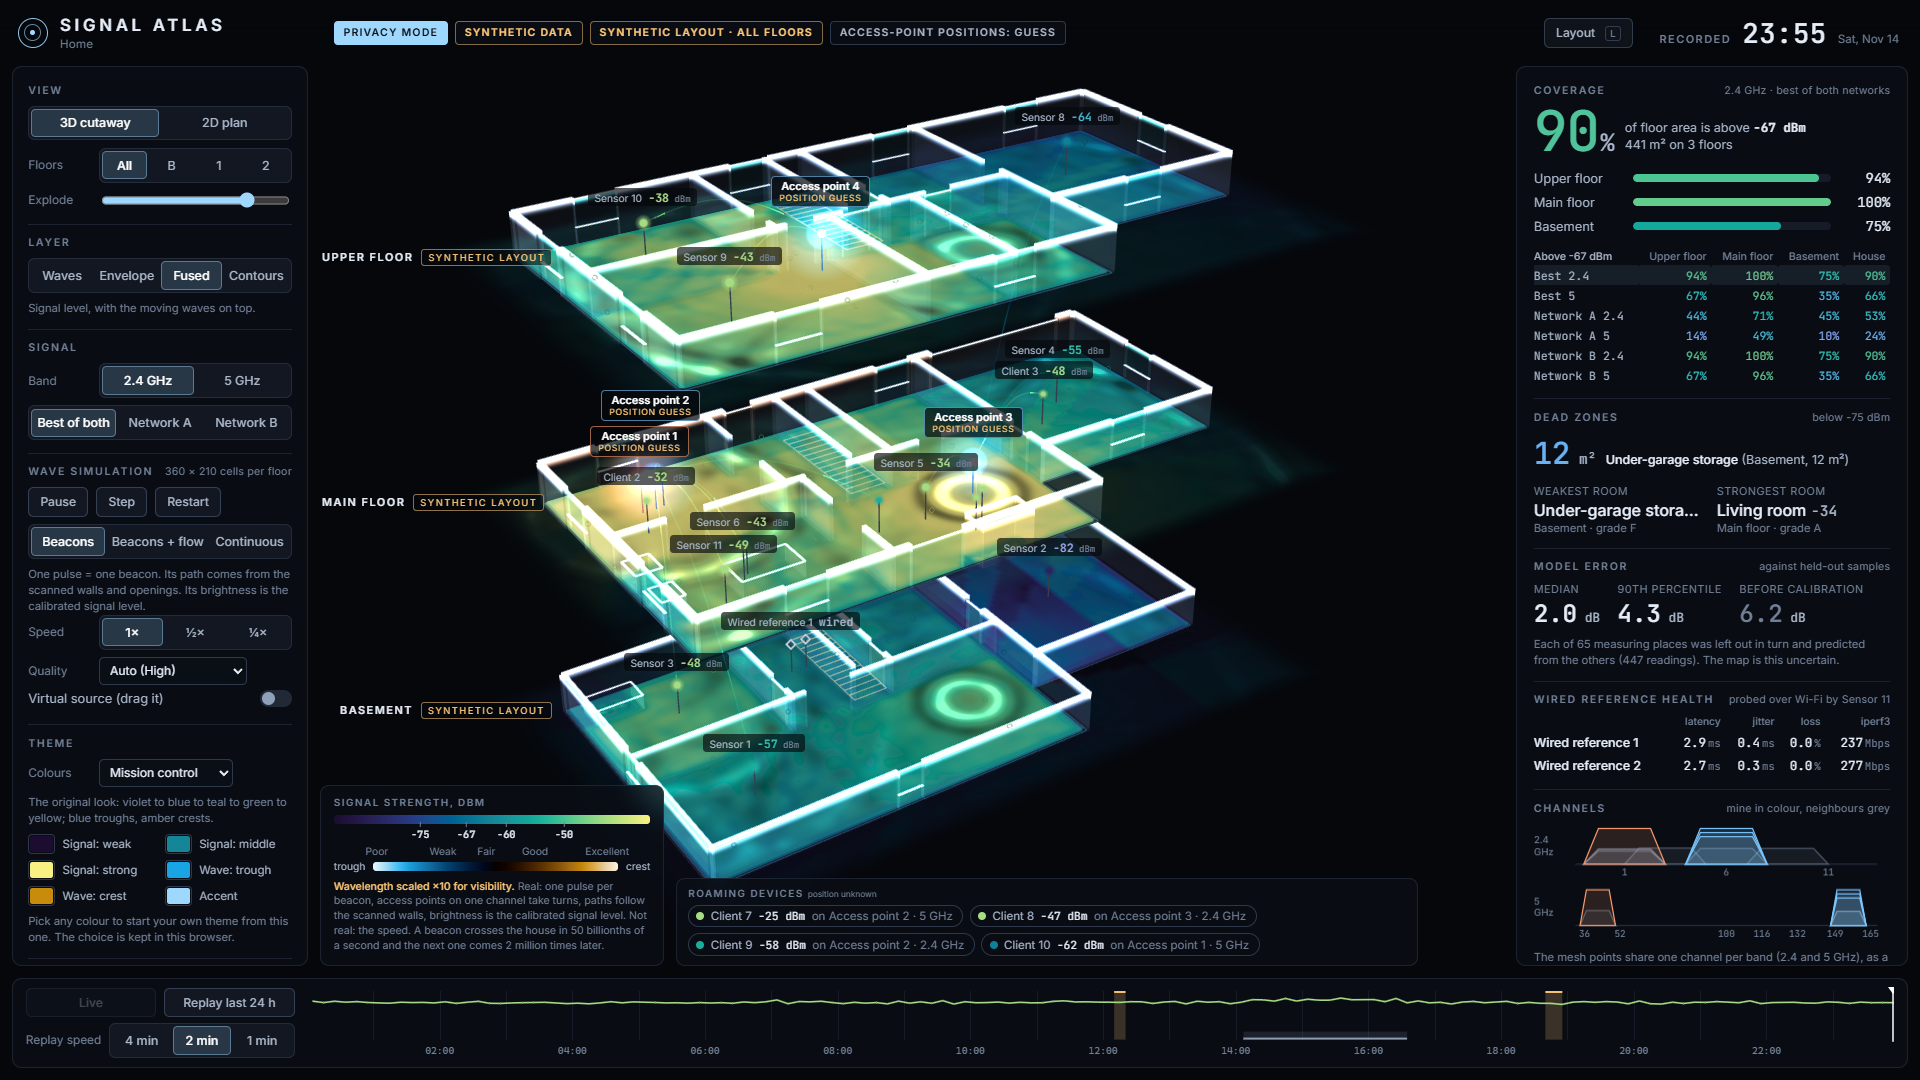 SIGNAL ATLAS
Home
PRIVACY MODE
SYNTHETIC DATA
SYNTHETIC LAYOUT · ALL FLOORS
ACCESS-POINT POSITIONS: GUESS
Layout L
RECORDED 23:55 Sat, Nov 14
VIEW
3D cutaway 2D plan
Floors All B 1 2
Explode
LAYER
Waves Envelope Fused Contours
Signal level, with the moving waves on top.
SIGNAL
Band 2.4 GHz 5 GHz
Best of both Network A Network B
WAVE SIMULATION 360 × 210 cells per floor
Pause Step Restart
Beacons Beacons + flow Continuous
One pulse = one beacon. Its path comes from the
scanned walls and openings. Its brightness is the
calibrated signal level.
Speed 1× ½× ¼×
Quality Auto (High)
Virtual source (drag it)
THEME
Colours Mission control
The original look: violet to blue to teal to green to
yellow; blue troughs, amber crests.
Signal: weak Signal: middle
Signal: strong Wave: trough
Wave: crest Accent
Pick any colour to start your own theme from this
one. The choice is kept in this browser.
Sensor 8 -64 dBm
Access point 4
POSITION GUESS
Sensor 10 -38 dBm
Sensor 9 -43 dBm
UPPER FLOOR SYNTHETIC LAYOUT
Sensor 4 -55 dBm
Client 3 -48 dBm
Access point 2
POSITION GUESS
Access point 3
POSITION GUESS
Access point 1
POSITION GUESS
Sensor 5 -34 dBm
Client 2 -32 dBm
MAIN FLOOR SYNTHETIC LAYOUT
Sensor 6 -43 dBm
Sensor 11 -49 dBm
Sensor 2 -82 dBm
Wired reference 1 wired
Sensor 3 -48 dBm
BASEMENT SYNTHETIC LAYOUT
Sensor 1 -57 dBm
SIGNAL STRENGTH, DBM
-75 -67 -60 -50
Poor Weak Fair Good Excellent
trough crest
Wavelength scaled ×10 for visibility. Real: one pulse per
beacon, access points on one channel take turns, paths follow
the scanned walls, brightness is the calibrated signal level. Not
real: the speed. A beacon crosses the house in 50 billionths of
a second and the next one comes 2 million times later.
ROAMING DEVICES position unknown
Client 7 -25 dBm on Access point 2 · 5 GHz
Client 8 -47 dBm on Access point 3 · 2.4 GHz
Client 9 -58 dBm on Access point 2 · 2.4 GHz
Client 10 -62 dBm on Access point 1 · 5 GHz
COVERAGE 2.4 GHz · best of both networks
90% of floor area is above -67 dBm
441 m² on 3 floors
Upper floor 94%
Main floor 100%
Basement 75%
Above -67 dBm Upper floor Main floor Basement House
Best 2.4 94% 100% 75% 90%
Best 5 67% 96% 35% 66%
Network A 2.4 44% 71% 45% 53%
Network A 5 14% 49% 10% 24%
Network B 2.4 94% 100% 75% 90%
Network B 5 67% 96% 35% 66%
DEAD ZONES below -75 dBm
12 m² Under-garage storage (Basement, 12 m²)
WEAKEST ROOM STRONGEST ROOM
Under-garage stora… Living room -34
Basement · grade F Main floor · grade A
MODEL ERROR against held-out samples
MEDIAN 90TH PERCENTILE BEFORE CALIBRATION
2.0 dB 4.3 dB 6.2 dB
Each of 65 measuring places was left out in turn and predicted
from the others (447 readings). The map is this uncertain.
WIRED REFERENCE HEALTH probed over Wi-Fi by Sensor 11
latency jitter loss iperf3
Wired reference 1 2.9 ms 0.4 ms 0.0 % 237 Mbps
Wired reference 2 2.7 ms 0.3 ms 0.0 % 277 Mbps
CHANNELS mine in colour, neighbours grey
2.4 GHz
1 6 11
5 GHz
36 52 100 116 132 149 165
The mesh points share one channel per band (2.4 and 5 GHz), as a
Live Replay last 24 h
Replay speed 4 min 2 min 1 min
02:00 04:00 06:00 08:00 10:00 12:00 14:00 16:00 18:00 20:00 22:00